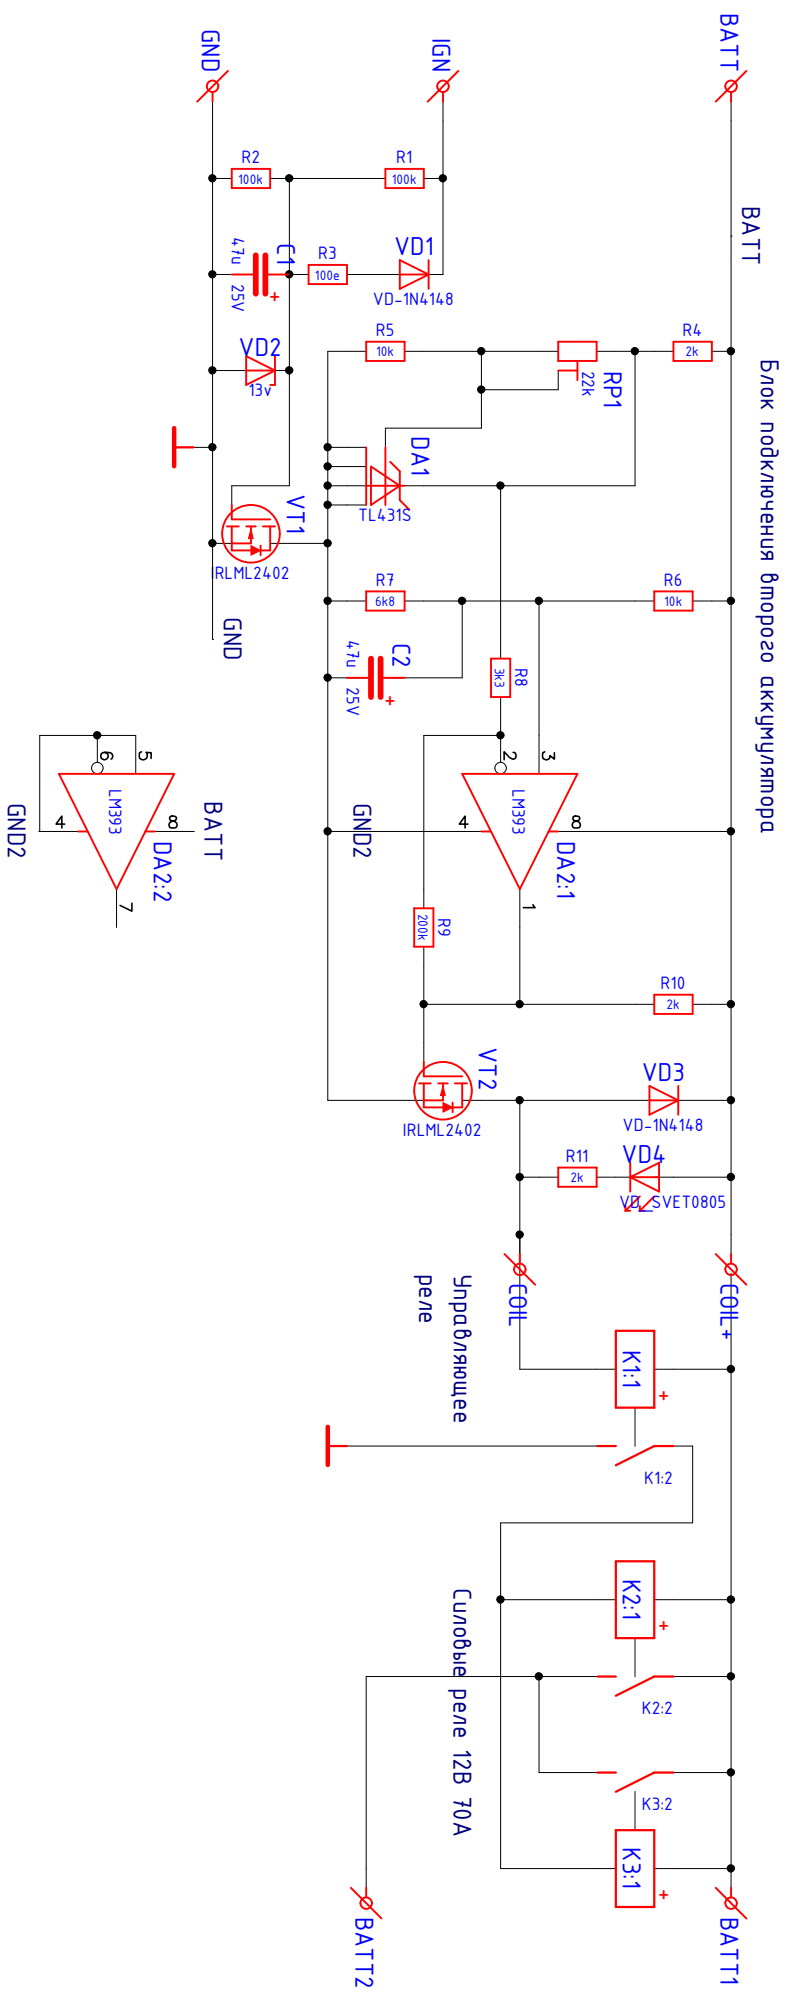 Блок подключения второго аккумулятора
BATT
BATT
IGN
GND
R2
100k
R1
100k
C1
47u 25V
R3
100e
VD1
VD-1N4148
VD2
13v
R5
10k
RP1
22k
R4
2k
DA1
TL431S
VT1
IRLML2402
GND
R7
6k8
R6
10k
C2
47u 25V
R8
3k3
2
3
LM393
4
8
DA2:1
1
GND2
R9
200k
R10
2k
VT2
IRLML2402
VD3
VD-1N4148
VD4
VD_SVET0805
R11
2k
COIL
COIL+
6
5
LM393
4
8
DA2:2
7
BATT
GND2
Управляющее
реле
K1:1
+
K1:2
Силовые реле 12В 70А
K2:1
+
K2:2
K3:2
K3:1
+
BATT2
BATT1